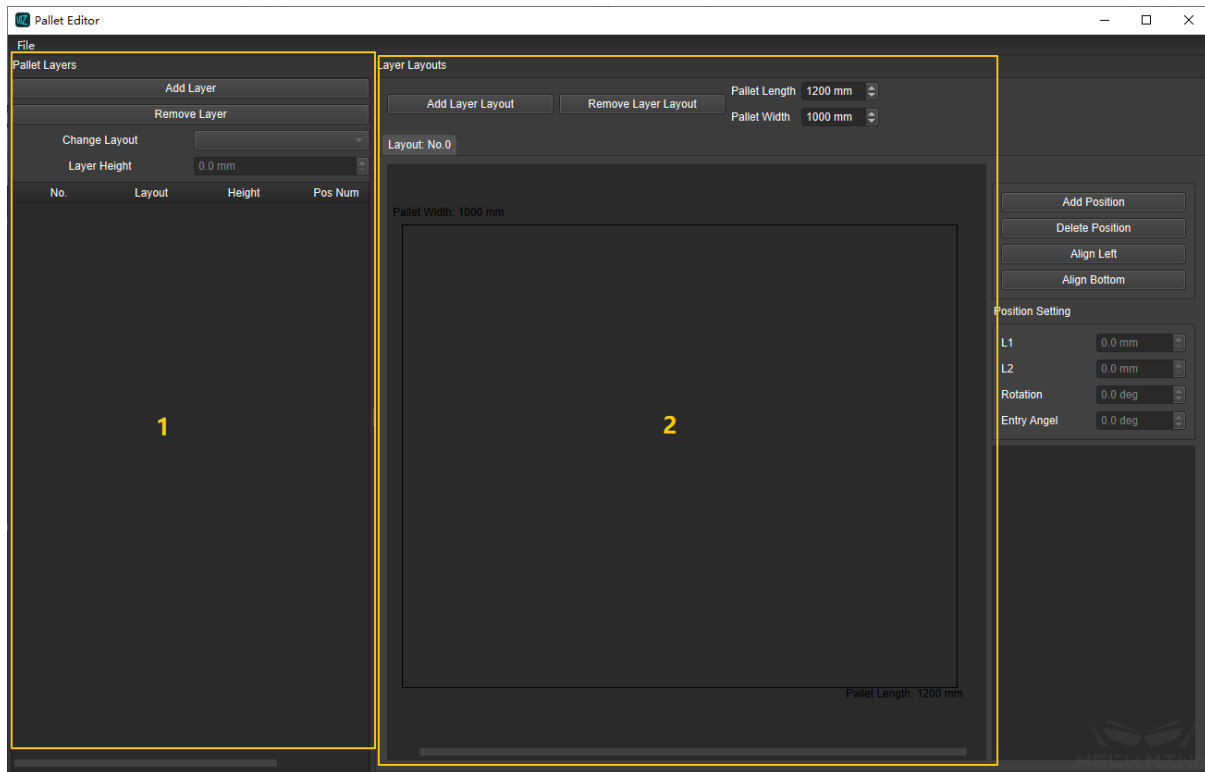 VIZ Pallet Editor
File
Pallet Layers
Add Layer
Remove Layer
Change Layout
Layer Height 0.0 mm
No. Layout Height Pos Num
1
Layer Layouts
Add Layer Layout Remove Layer Layout
Pallet Length 1200 mm
Pallet Width 1000 mm
Layout: No.0
Pallet Width: 1000 mm
2
Pallet Length: 1200 mm
Add Position
Delete Position
Align Left
Align Bottom
Position Setting
L1 0.0 mm
L2 0.0 mm
Rotation 0.0 deg
Entry Angel 0.0 deg
MECH MIND